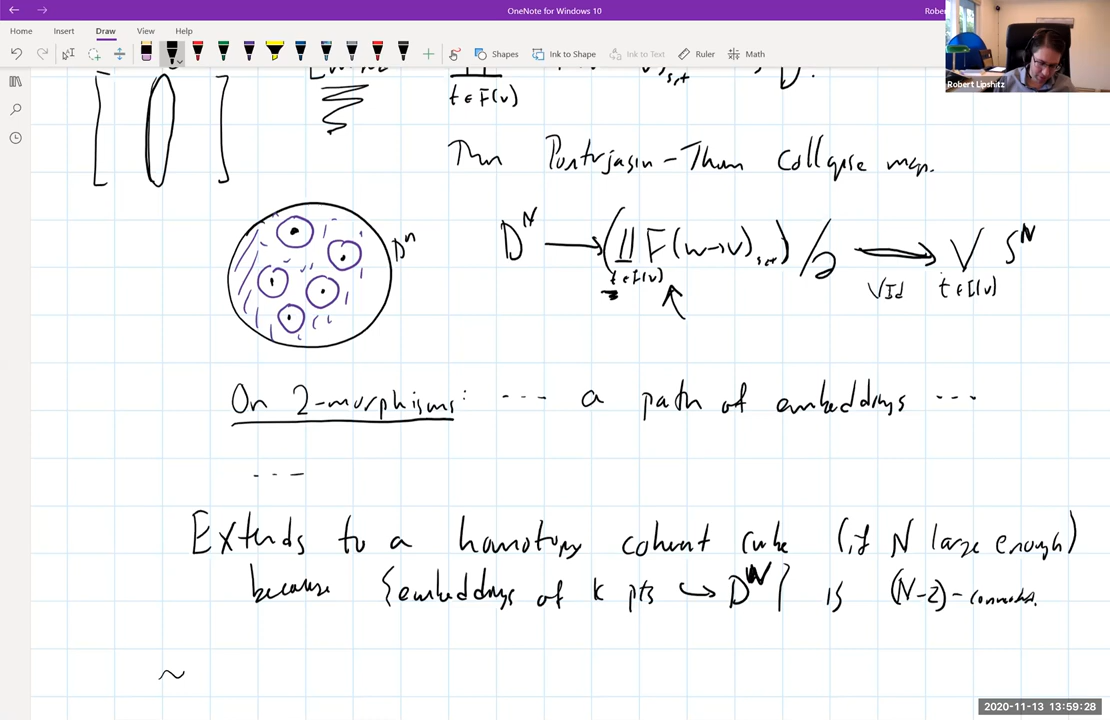 OneNote for Windows 10
Home Insert Draw View Help
Shapes Ink to Shape Ink to Text Ruler Math
Robert Lipshitz
t ∈ F(v)
s,t
Then Pontrjagin-Thom collapse map.
D^n
D^N → (∐ F(w→v)_{s,t}) / ∂ → V S^N
t ∈ F(v) V Id t ∈ F(v)
On 2-morphisms: --- a path of embeddings ---
---
Extends to a homotopy coherent cube (if N large enough)
because {embeddings of k pts ↪ D^N} is (N-2)-connected.
~
2020-11-13 13:59:28